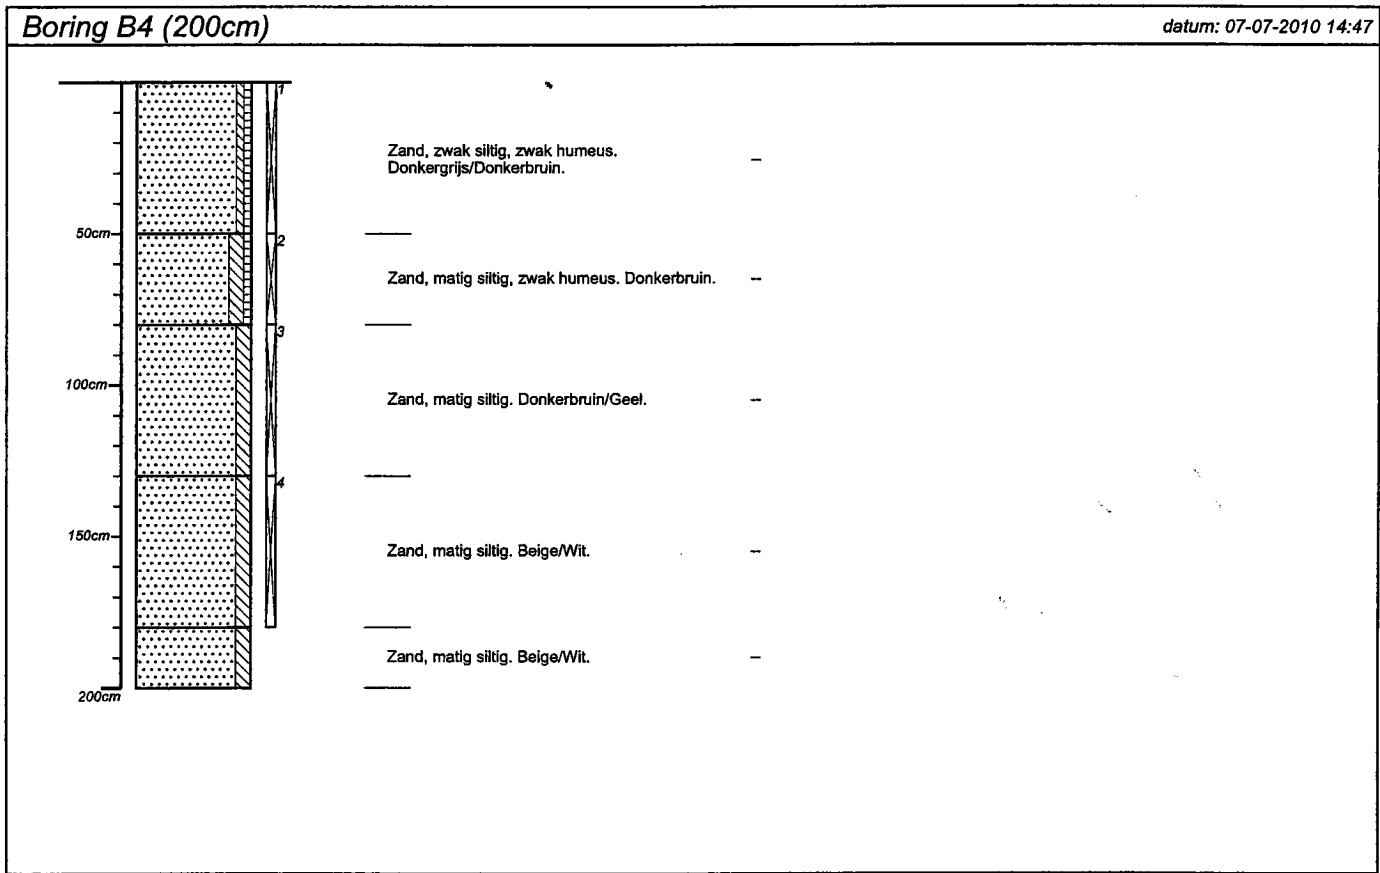 Boring B4 (200cm)
datum: 07-07-2010 14:47
1
Zand, zwak siltig, zwak humeus.
Donkergrijs/Donkerbruin.
--
50cm
2
Zand, matig siltig, zwak humeus. Donkerbruin.
--
3
100cm
Zand, matig siltig. Donkerbruin/Geel.
--
4
150cm
Zand, matig siltig. Beige/Wit.
--
Zand, matig siltig. Beige/Wit.
--
200cm